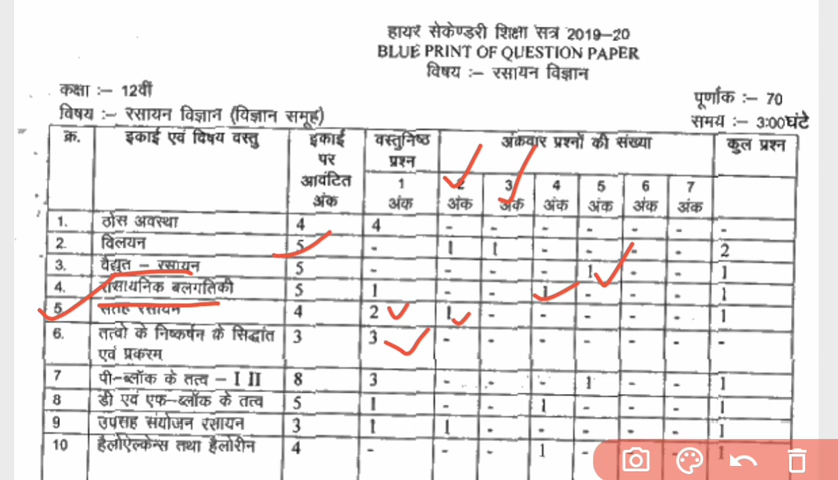 हायर सेकेण्डरी शिक्षा सत्र 2019-20
BLUE PRINT OF QUESTION PAPER
विषय :- रसायन विज्ञान
कक्षा :- 12वीं
पूर्णांक :- 70
विषय :- रसायन विज्ञान (विज्ञान समूह)
समय :- 3:00घंटे
क्र. इकाई एवं विषय वस्तु इकाई पर आवंटित अंक वस्तुनिष्ठ प्रश्न अंकवार प्रश्नों की संख्या कुल प्रश्न
1 अंक 2 अंक 3 अंक 4 अंक 5 अंक 6 अंक 7 अंक
1. ठोस अवस्था 4 4 - - - - - - -
2. विलयन 5 - 1 1 - - - - 2
3. वैद्युत - रसायन 5 - - - - 1 - - 1
4. रासायनिक बलगतिकी 5 1 - - 1 - - - 1
5. सतह रसायन 4 2 1 - - - - - 1
6. तत्वो के निष्कर्षन के सिद्धांत 3 3 - - - - - - -
एवं प्रकरम
7 पी-ब्लॉक के तत्व - I II 8 3 - - - 1 - - 1
8 डी एवं एफ-ब्लॉक के तत्व 5 1 - - 1 - - - 1
9 उपसह संयोजन रसायन 3 1 1 - - - - - 1
10 हैलोऐल्केन्स तथा हैलोरीन 4 - - - 1 - - - 1